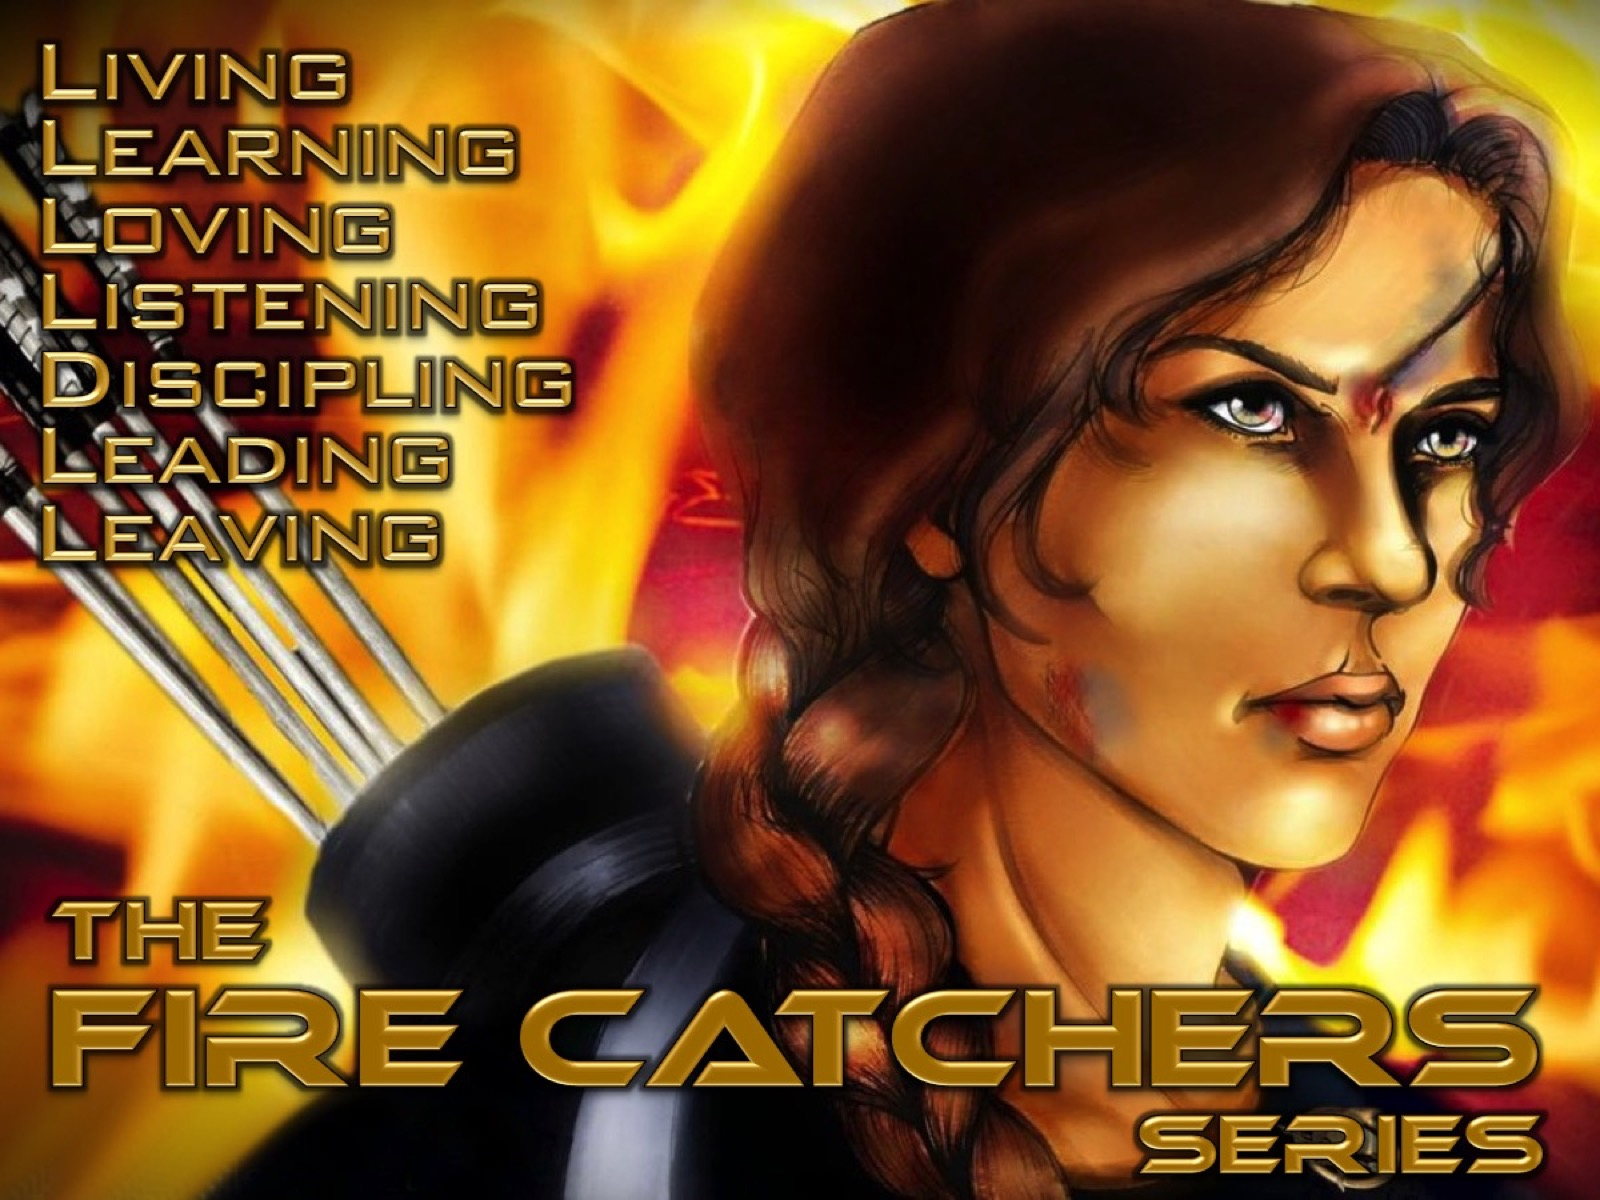 LIVING
LEARNING
LOVING
LISTENING
DISCIPLING
LEADING
LEAVING
THE
FIRE CATCHERS
SERIES